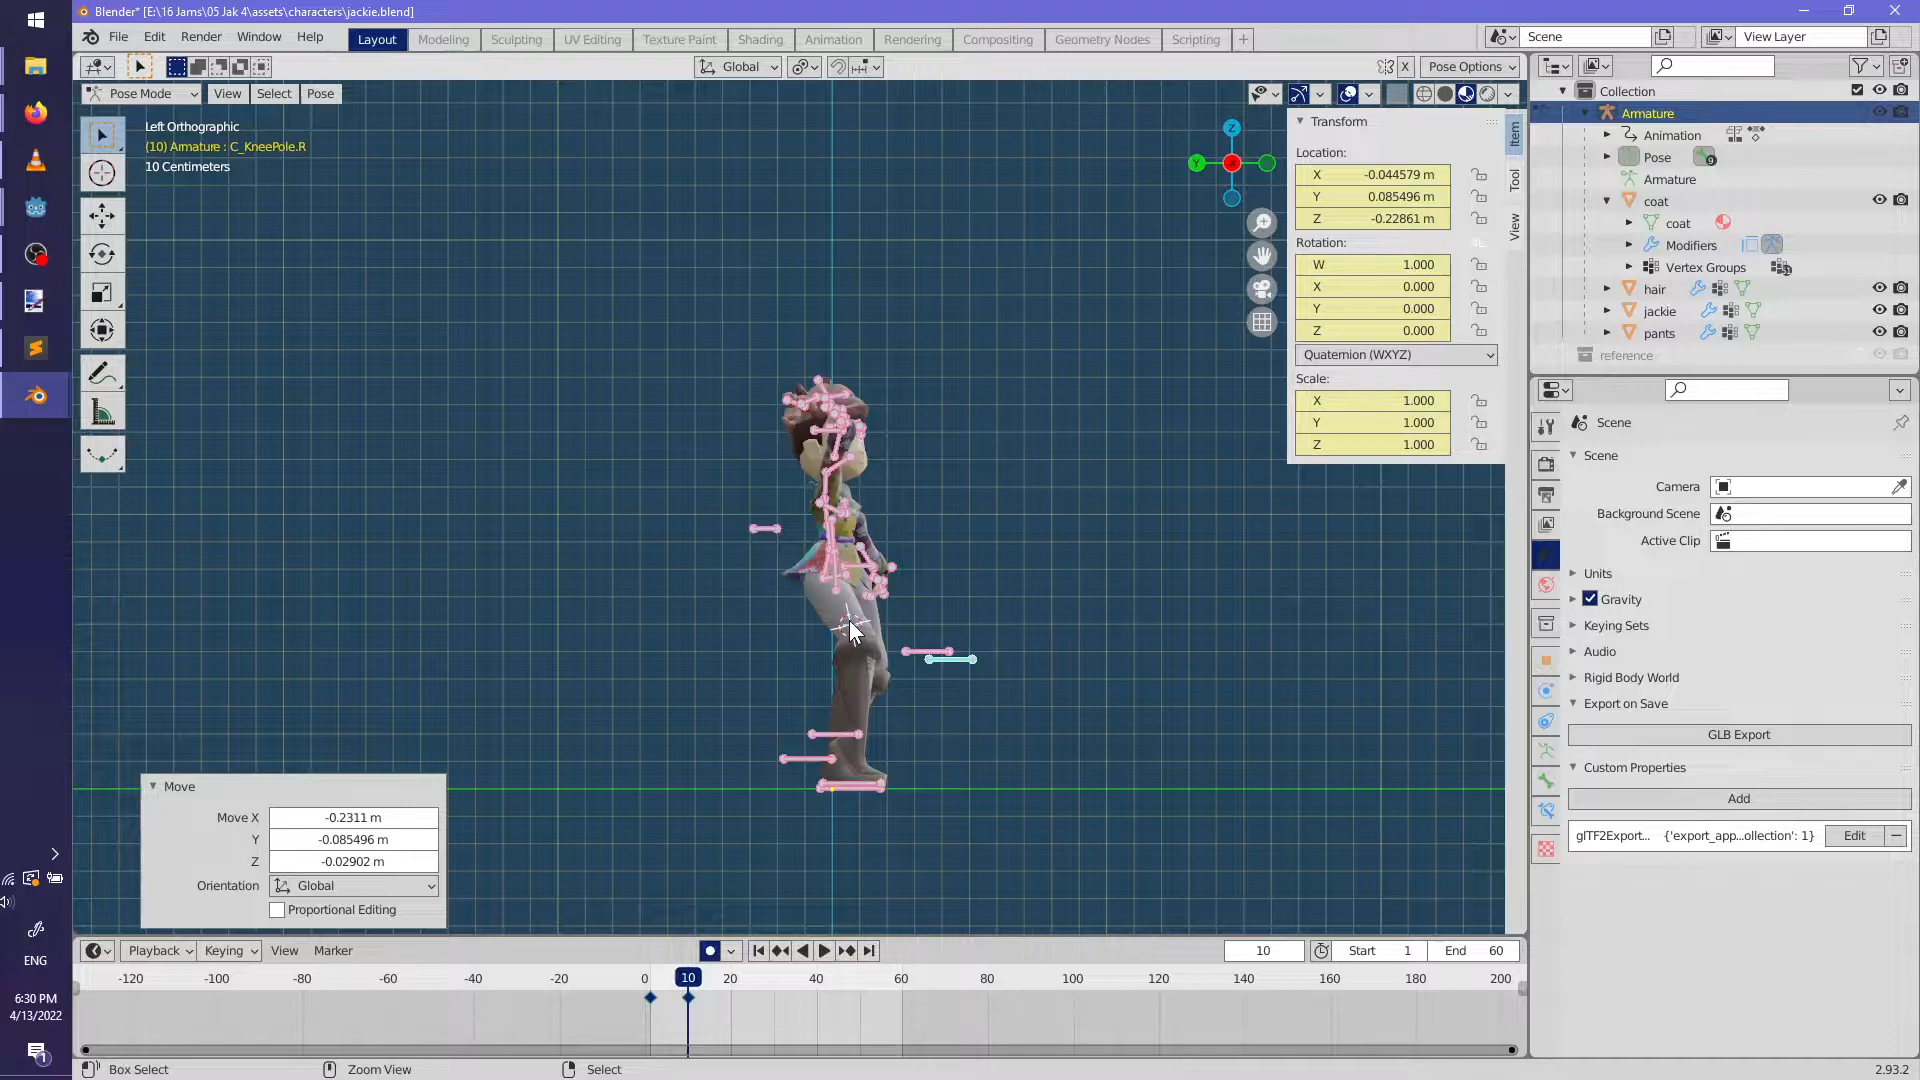 Blender* [E:\16 Jams\05 Jak 4\assets\characters\jackie.blend]
File Edit Render Window Help Layout Modeling Sculpting UV Editing Texture Paint Shading Animation Rendering Compositing Geometry Nodes Scripting + Scene View Layer
Global X Pose Options
Pose Mode View Select Pose
Left Orthographic
(10) Armature : C_KneePole.R
10 Centimeters
Z
Y
Transform
Location:
X -0.044579 m
Y 0.085496 m
Z -0.22861 m
Rotation:
4L
W 1.000
X 0.000
Y 0.000
Z 0.000
Quaternion (WXYZ)
Scale:
X 1.000
Y 1.000
Z 1.000
Item
Tool
View
Collection
Armature
Animation
Pose 9
Armature
coat
coat
Modifiers
Vertex Groups
hair
jackie
pants
reference
Scene
Scene
Camera
Background Scene
Active Clip
Units
Gravity
Keying Sets
Audio
Rigid Body World
Export on Save
GLB Export
Custom Properties
Add
glTF2Export... {'export_app...ollection': 1} Edit
Move
Move X -0.2311 m
Y -0.085496 m
Z -0.02902 m
Orientation Global
Proportional Editing
Playback Keying View Marker 10 Start 1 End 60
-120 -100 -80 -60 -40 -20 0 10 20 40 60 80 100 120 140 160 180 200
Box Select Zoom View Select 2.93.2
ENG
6:30 PM
4/13/2022
1